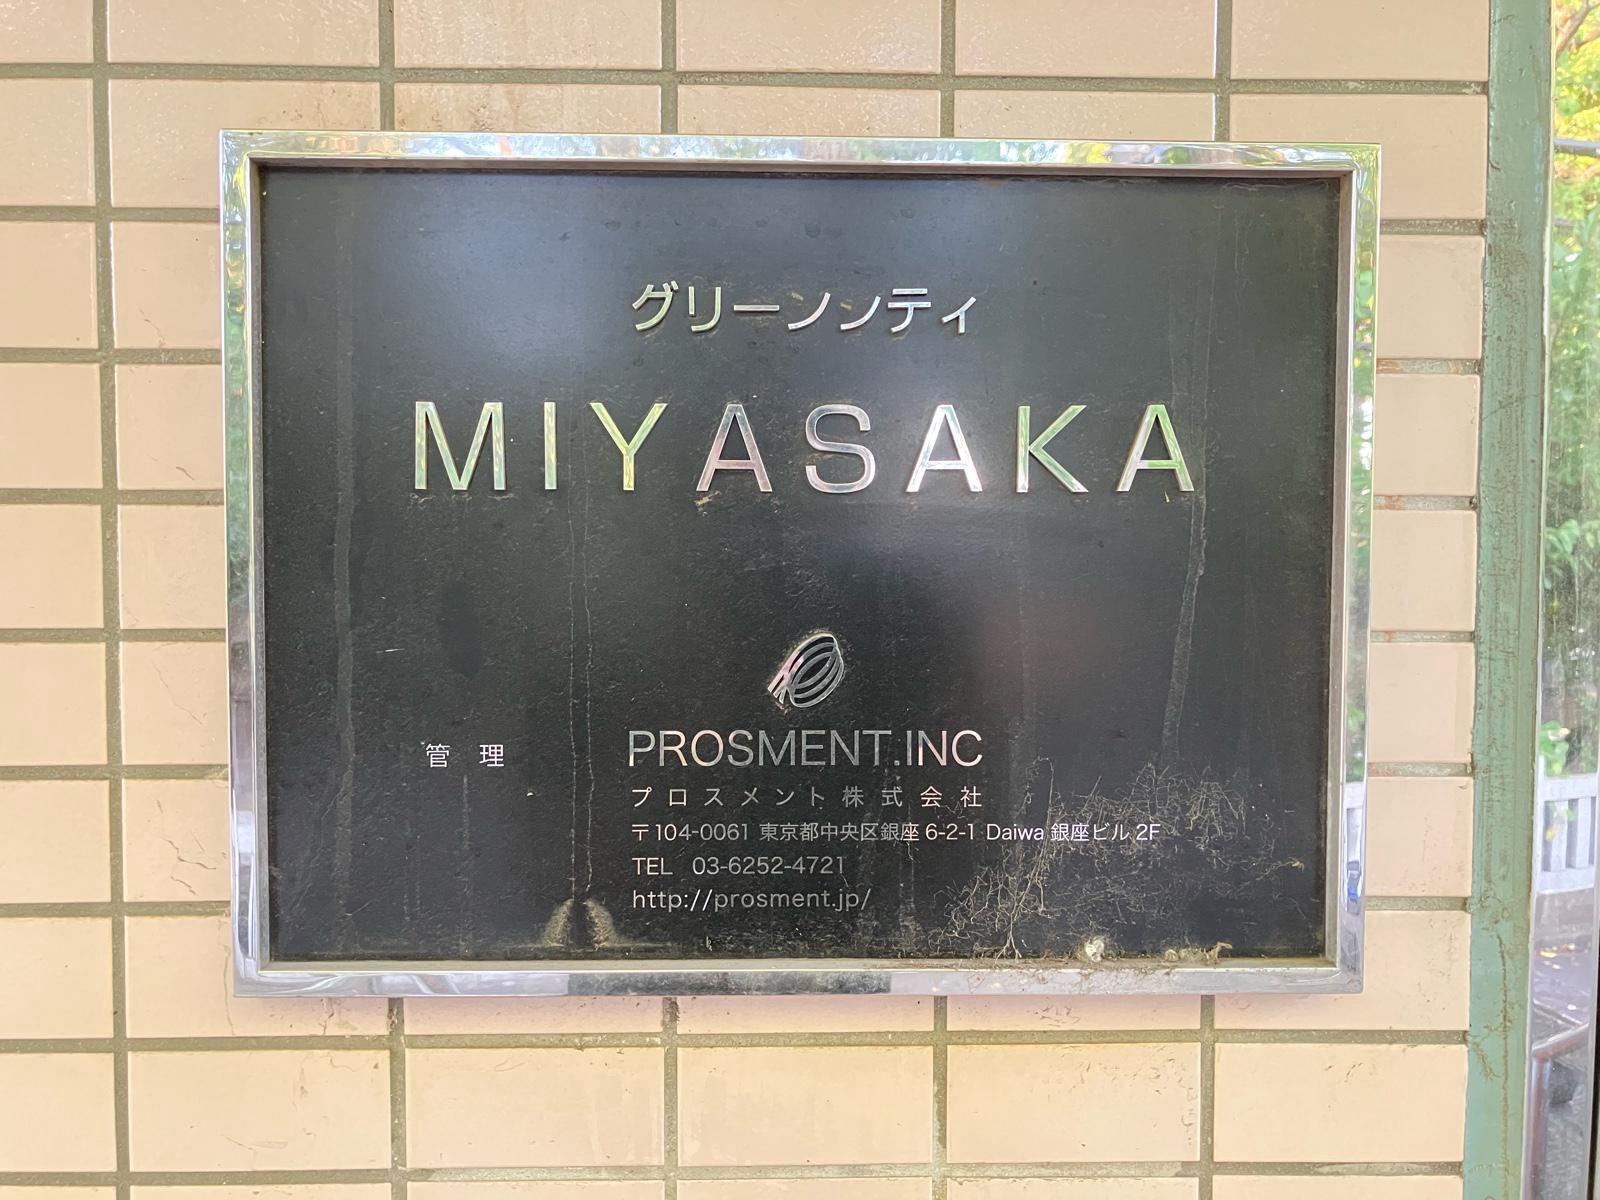 グリーンノンティ
MIYASAKA
管理
PROSMENT.INC
プロスメント株式会社
〒104-0061 東京都中央区銀座 6-2-1 Daiwa 銀座ビル 2F
TEL 03-6252-4721
http://prosment.jp/